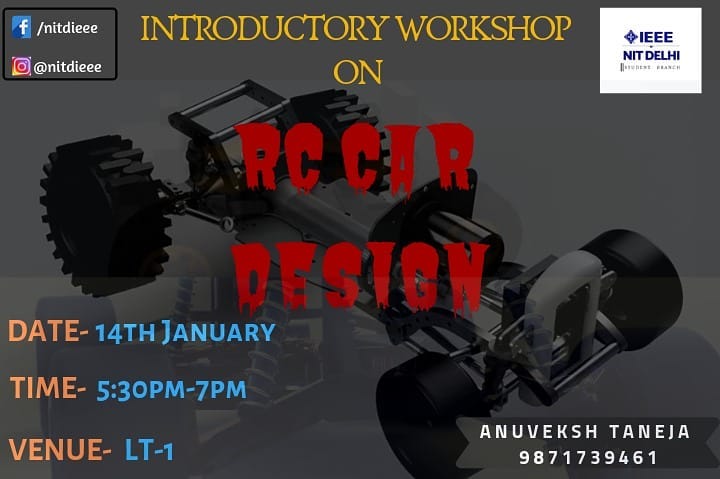 /nitdieee
@nitdieee
INTRODUCTORY WORKSHOP
ON
RC CAR
DESIGN
IEEE
NIT DELHI
STUDENT BRANCH
DATE- 14TH JANUARY
TIME- 5:30PM-7PM
VENUE- LT-1
ANUVEKSH TANEJA
9871739461